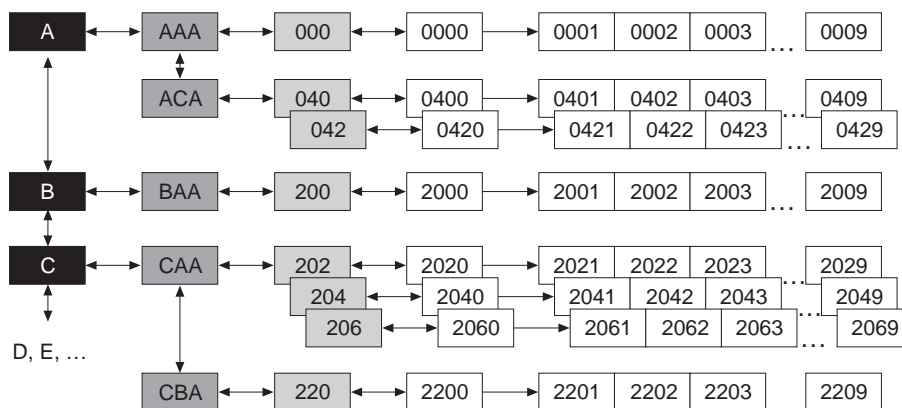 A AAA 000 0000 0001 0002 0003 ... 0009
ACA 040 0400 0401 0402 0403 ... 0409
042 0420 0421 0422 0423 ... 0429
B BAA 200 2000 2001 2002 2003 ... 2009
C CAA 202 2020 2021 2022 2023 ... 2029
204 2040 2041 2042 2043 ... 2049
206 2060 2061 2062 2063 ... 2069
D, E, ...
CBA 220 2200 2201 2202 2203 ... 2209